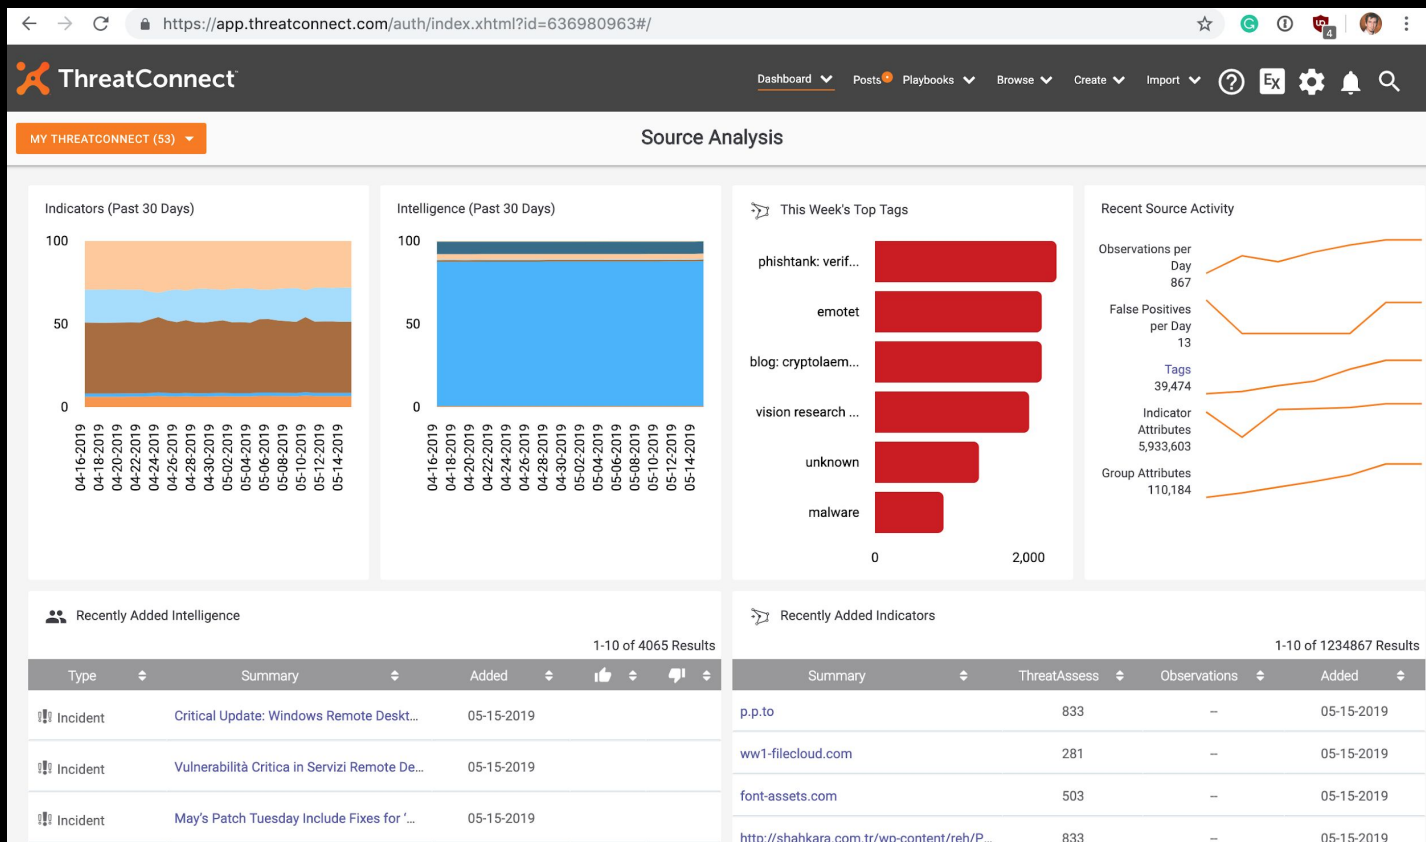 https://app.threatconnect.com/auth/index.xhtml?id=636980963#/
4
ThreatConnect
Dashboard Posts Playbooks Browse Create Import Ex
MY THREATCONNECT (53)
Source Analysis
Indicators (Past 30 Days)
100
50
0
04-16-2019
04-18-2019
04-20-2019
04-22-2019
04-24-2019
04-26-2019
04-28-2019
04-30-2019
05-02-2019
05-04-2019
05-06-2019
05-08-2019
05-10-2019
05-12-2019
05-14-2019
Intelligence (Past 30 Days)
100
50
0
04-16-2019
04-18-2019
04-20-2019
04-22-2019
04-24-2019
04-26-2019
04-28-2019
04-30-2019
05-02-2019
05-04-2019
05-06-2019
05-08-2019
05-10-2019
05-12-2019
05-14-2019
This Week's Top Tags
phishtank: verif...
emotet
blog: cryptolaem...
vision research ...
unknown
malware
0 2,000
Recent Source Activity
Observations per
Day
867
False Positives
per Day
13
Tags
39,474
Indicator
Attributes
5,933,603
Group Attributes
110,184
Recently Added Intelligence
1-10 of 4065 Results
Type Summary Added
Incident Critical Update: Windows Remote Deskt... 05-15-2019
Incident Vulnerabilità Critica in Servizi Remote De... 05-15-2019
Incident May's Patch Tuesday Include Fixes for '... 05-15-2019
Recently Added Indicators
1-10 of 1234867 Results
Summary ThreatAssess Observations Added
p.p.to 833 -- 05-15-2019
ww1-filecloud.com 281 -- 05-15-2019
font-assets.com 503 -- 05-15-2019
http://shahkara.com.tr/wp-content/reh/P... 833 -- 05-15-2019